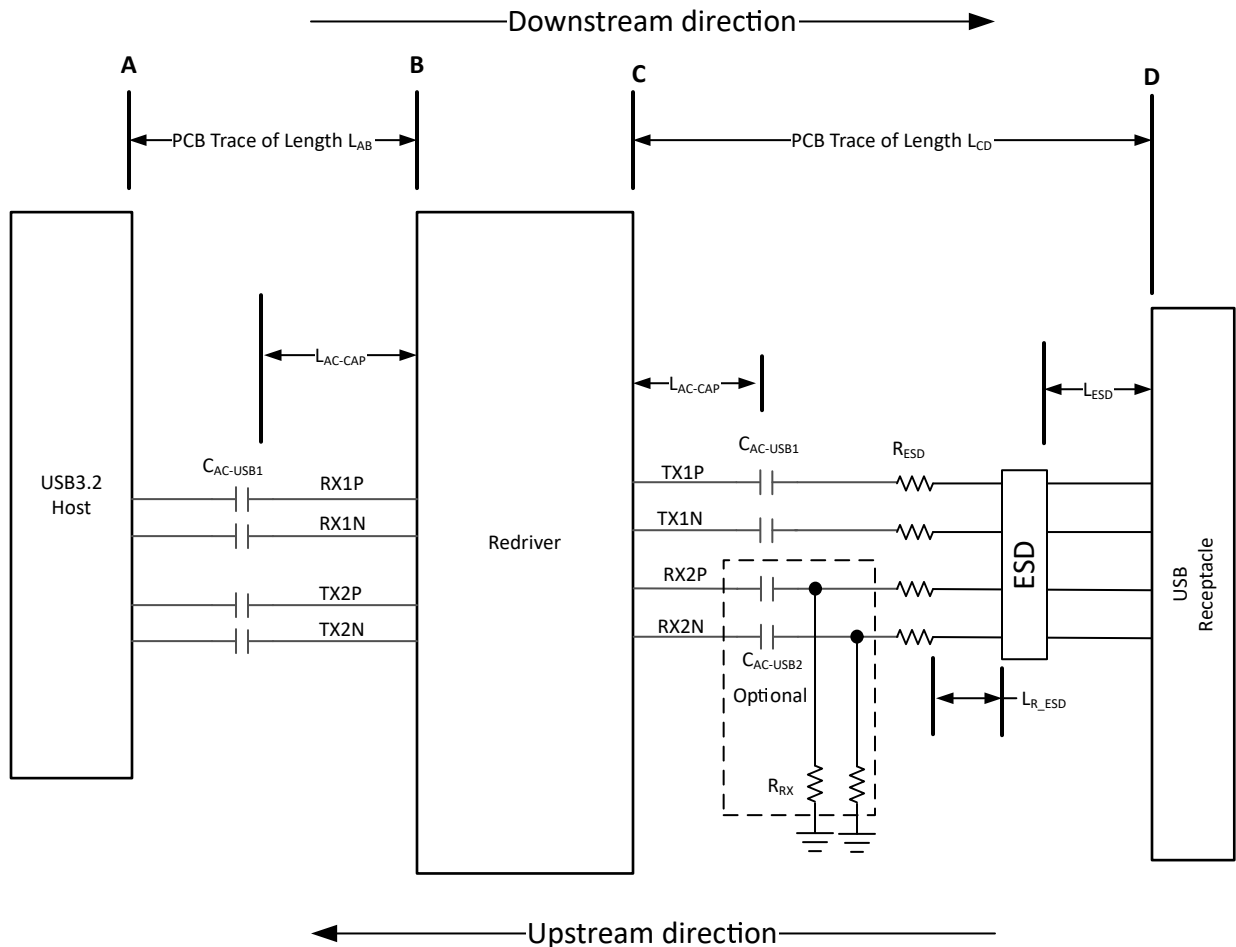 Downstream direction
A
B
C
D
PCB Trace of Length LAB
PCB Trace of Length LCD
LAC-CAP
LAC-CAP
LESD
CAC-USB1
CAC-USB1
RESD
USB3.2
Host
RX1P
RX1N
TX2P
TX2N
Redriver
TX1P
TX1N
RX2P
RX2N
CAC-USB2
Optional
RRX
ESD
LR_ESD
USB
Receptacle
Upstream direction